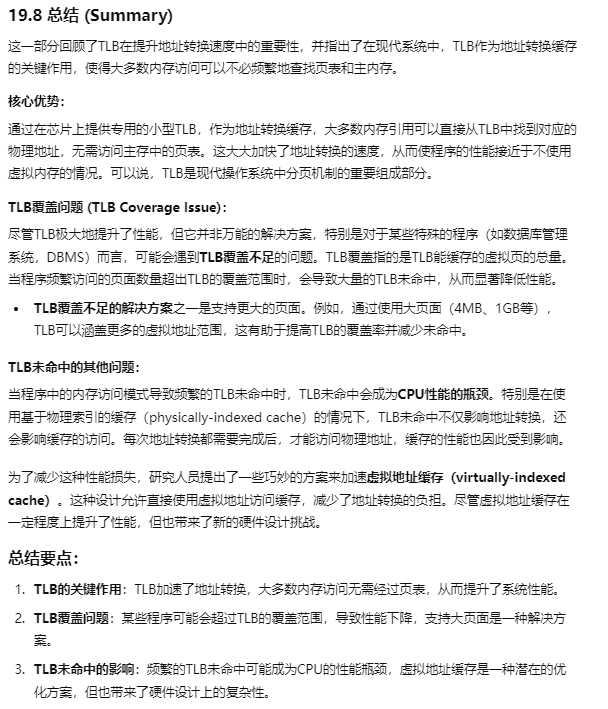 19.8 总结 (Summary)
这一部分回顾了TLB在提升地址转换速度中的重要性，并指出了在现代系统中，TLB作为地址转换缓存
的关键作用，使得大多数内存访问可以不必频繁地查找页表和主内存。
核心优势：
通过在芯片上提供专用的小型TLB，作为地址转换缓存，大多数内存引用可以直接从TLB中找到对应的
物理地址，无需访问主存中的页表。这大大加快了地址转换的速度，从而使程序的性能接近于不使用
虚拟内存的情况。可以说，TLB是现代操作系统中分页机制的重要组成部分。
TLB覆盖问题 (TLB Coverage Issue)：
尽管TLB极大地提升了性能，但它并非万能的解决方案，特别是对于某些特殊的程序（如数据库管理
系统，DBMS）而言，可能会遇到TLB覆盖不足的问题。TLB覆盖指的是TLB能缓存的虚拟页的总量。
当程序频繁访问的页面数量超出TLB的覆盖范围时，会导致大量的TLB未命中，从而显著降低性能。
• TLB覆盖不足的解决方案之一是支持更大的页面。例如，通过使用大页面（4MB、1GB等），
TLB可以涵盖更多的虚拟地址范围，这有助于提高TLB的覆盖率并减少未命中。
TLB未命中的其他问题：
当程序中的内存访问模式导致频繁的TLB未命中时，TLB未命中会成为CPU性能的瓶颈。特别是在使
用基于物理索引的缓存（physically-indexed cache）的情况下，TLB未命中不仅影响地址转换，还
会影响缓存的访问。每次地址转换都需要完成后，才能访问物理地址，缓存的性能也因此受到影响。
为了减少这种性能损失，研究人员提出了一些巧妙的方案来加速虚拟地址缓存（virtually-indexed
cache）。这种设计允许直接使用虚拟地址访问缓存，减少了地址转换的负担。尽管虚拟地址缓存在
一定程度上提升了性能，但也带来了新的硬件设计挑战。
总结要点：
1. TLB的关键作用：TLB加速了地址转换，大多数内存访问无需经过页表，从而提升了系统性能。
2. TLB覆盖问题：某些程序可能会超过TLB的覆盖范围，导致性能下降，支持大页面是一种解决方
案。
3. TLB未命中的影响：频繁的TLB未命中可能成为CPU的性能瓶颈，虚拟地址缓存是一种潜在的优
化方案，但也带来了硬件设计上的复杂性。